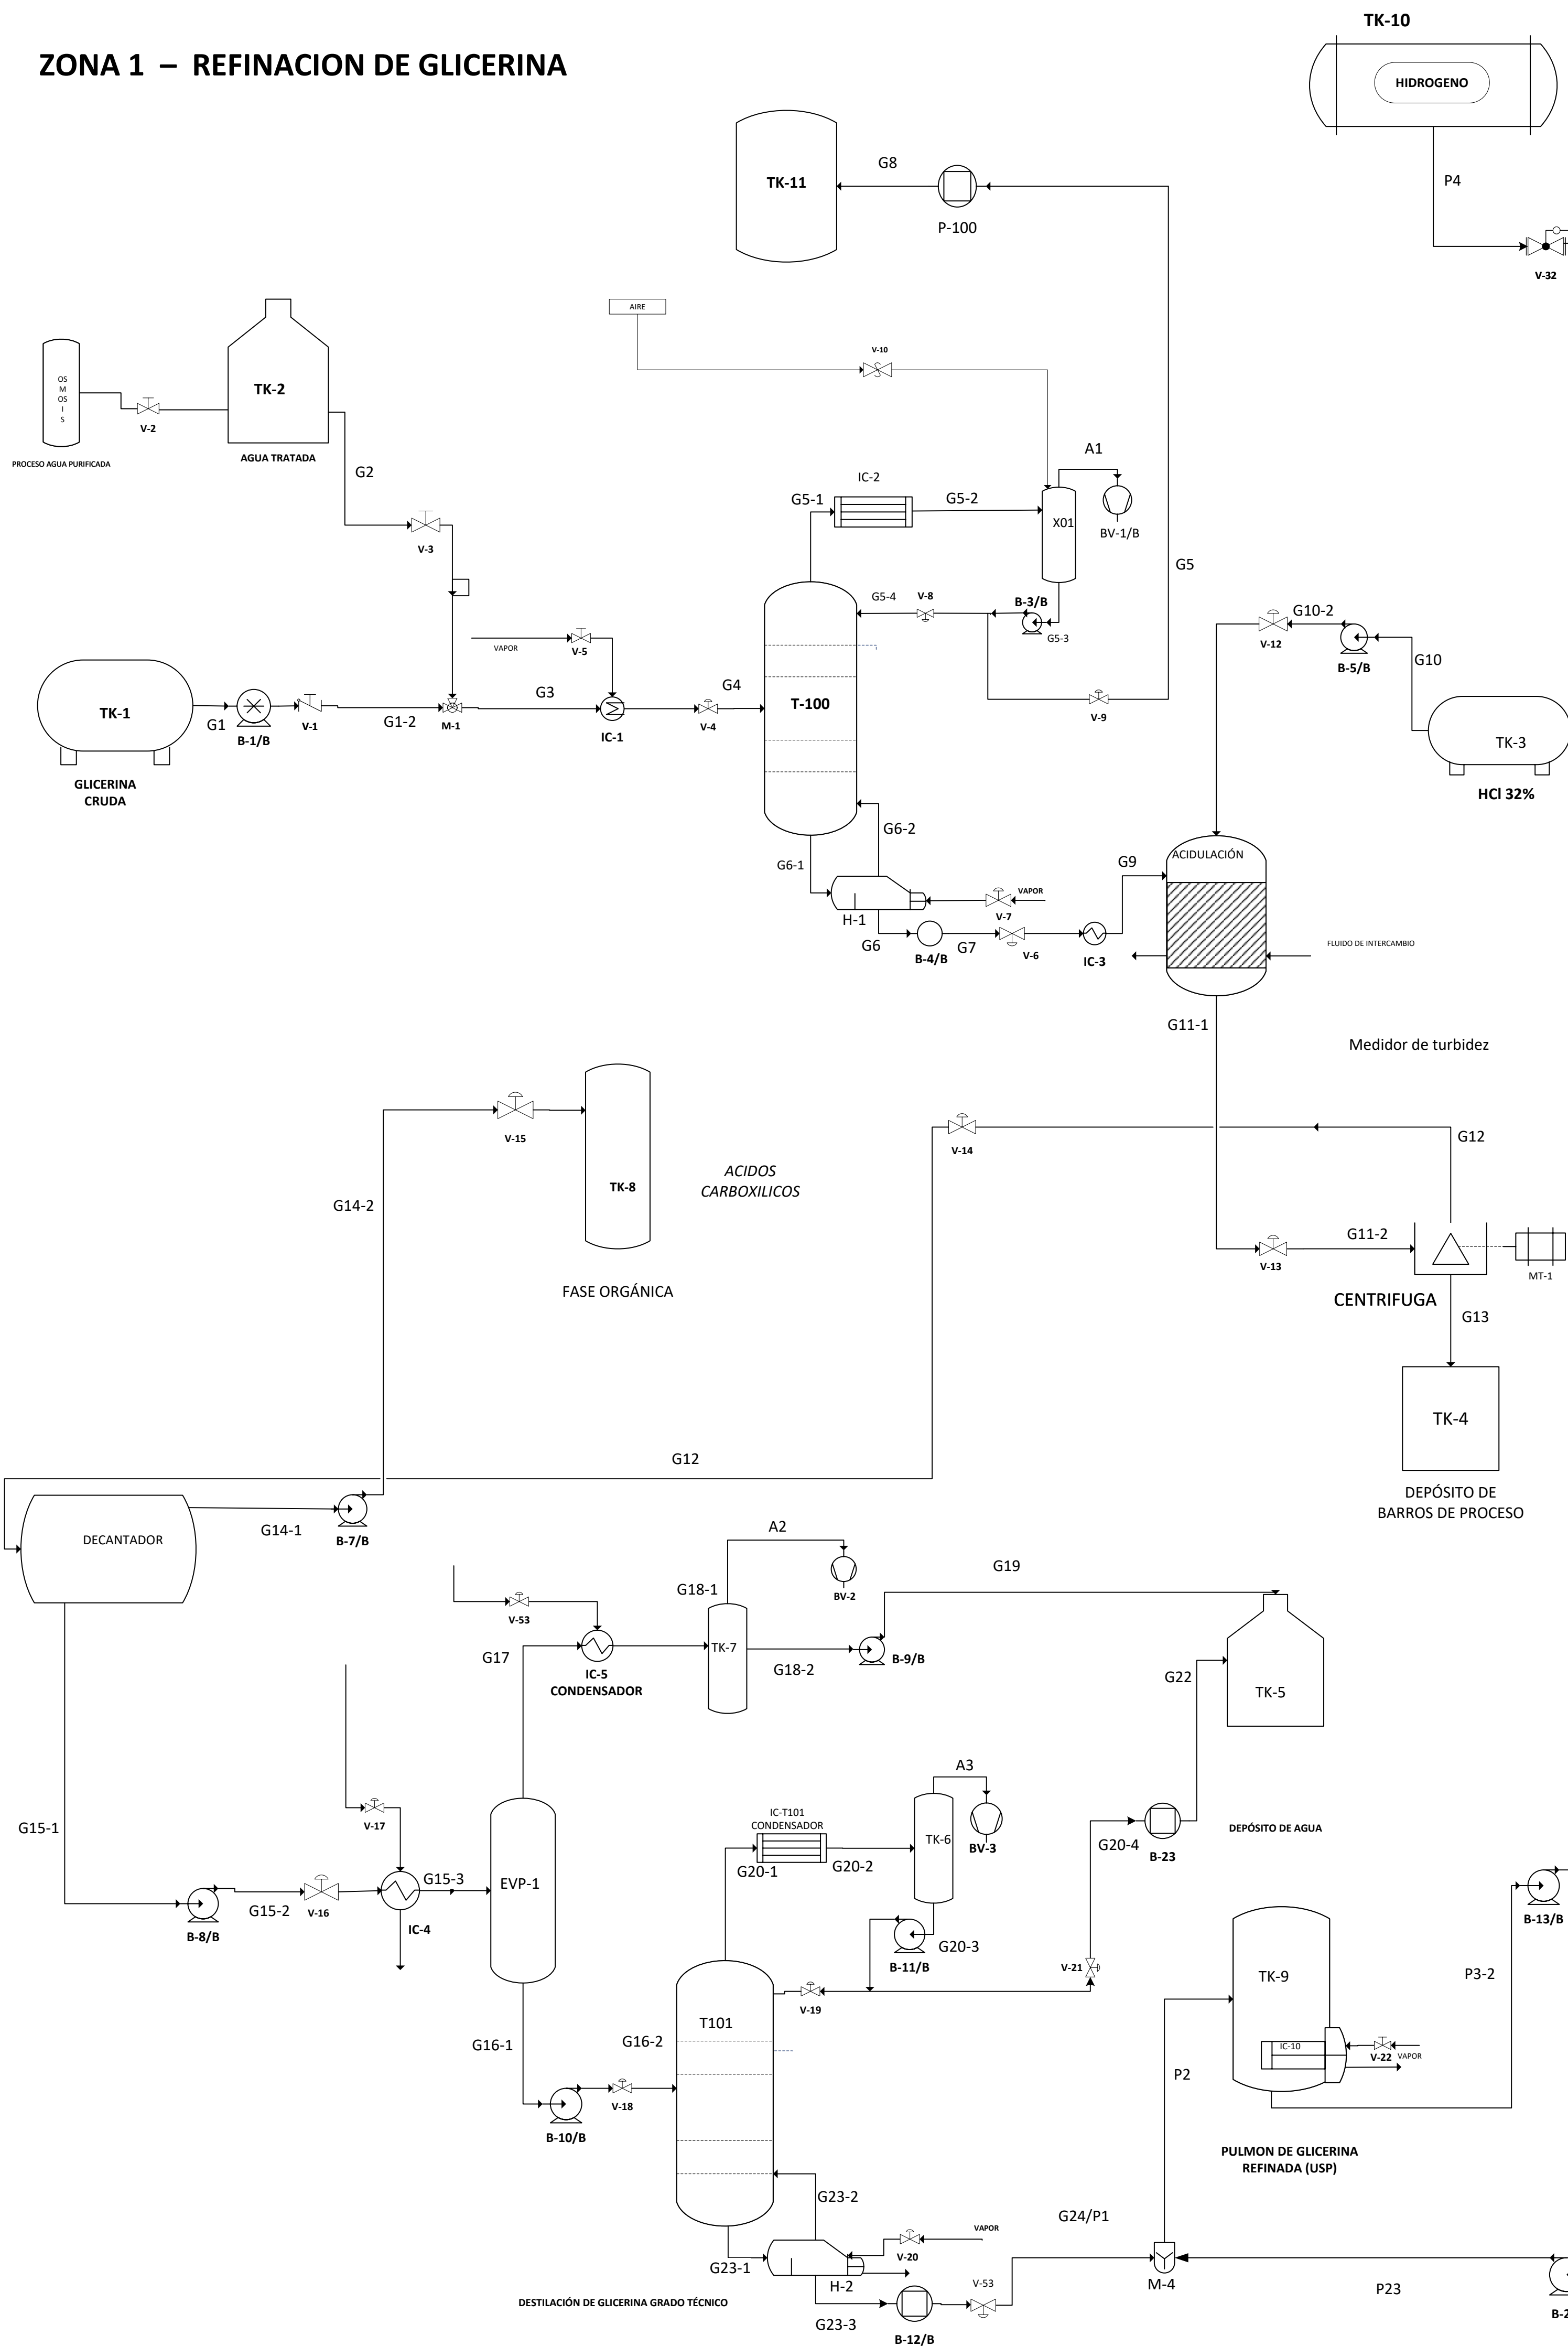 TK-10
ZONA 1 – REFINACION DE GLICERINA
HIDROGENO
G8
TK-11
P4
P-100
V-32
AIRE
V-10
OS
M
OSI
I
S
TK-2
V-2
PROCESO AGUA PURIFICADA
AGUA TRATADA
G2
A1
IC-2
G5-1
G5-2
X01
BV-1/B
V-3
G5
G5-4
V-8
B-3/B
G5-3
G10-2
V-12
B-5/B
G10
VAPOR
V-5
TK-1
G1
B-1/B
V-1
G1-2
M-1
G3
IC-1
G4
V-4
T-100
V-9
TK-3
GLICERINA
CRUDA
HCl 32%
G6-2
G6-1
ACIDULACIÓN
G9
VAPOR
V-7
H-1
G6
B-4/B
G7
V-6
IC-3
FLUIDO DE INTERCAMBIO
G11-1
Medidor de turbidez
V-15
V-14
G12
ACIDOS
CARBOXILICOS
TK-8
G14-2
G11-2
V-13
MT-1
FASE ORGÁNICA
CENTRIFUGA
G13
TK-4
G12
DEPÓSITO DE
BARROS DE PROCESO
DECANTADOR
G14-1
B-7/B
A2
G19
G18-1
BV-2
V-53
TK-7
G17
IC-5
CONDENSADOR
G18-2
B-9/B
G22
TK-5
A3
IC-T101
CONDENSADOR
G15-1
V-17
G20-1
G20-2
TK-6
BV-3
G20-4
B-23
DEPÓSITO DE AGUA
G15-3
EVP-1
G15-2
V-16
IC-4
B-8/B
B-13/B
G20-3
B-11/B
V-21
TK-9
P3-2
V-19
T101
G16-1
G16-2
IC-10
V-22
VAPOR
P2
V-18
B-10/B
PULMON DE GLICERINA
REFINADA (USP)
G23-2
G24/P1
VAPOR
V-20
G23-1
H-2
V-53
M-4
P23
DESTILACIÓN DE GLICERINA GRADO TÉCNICO
G23-3
B-12/B